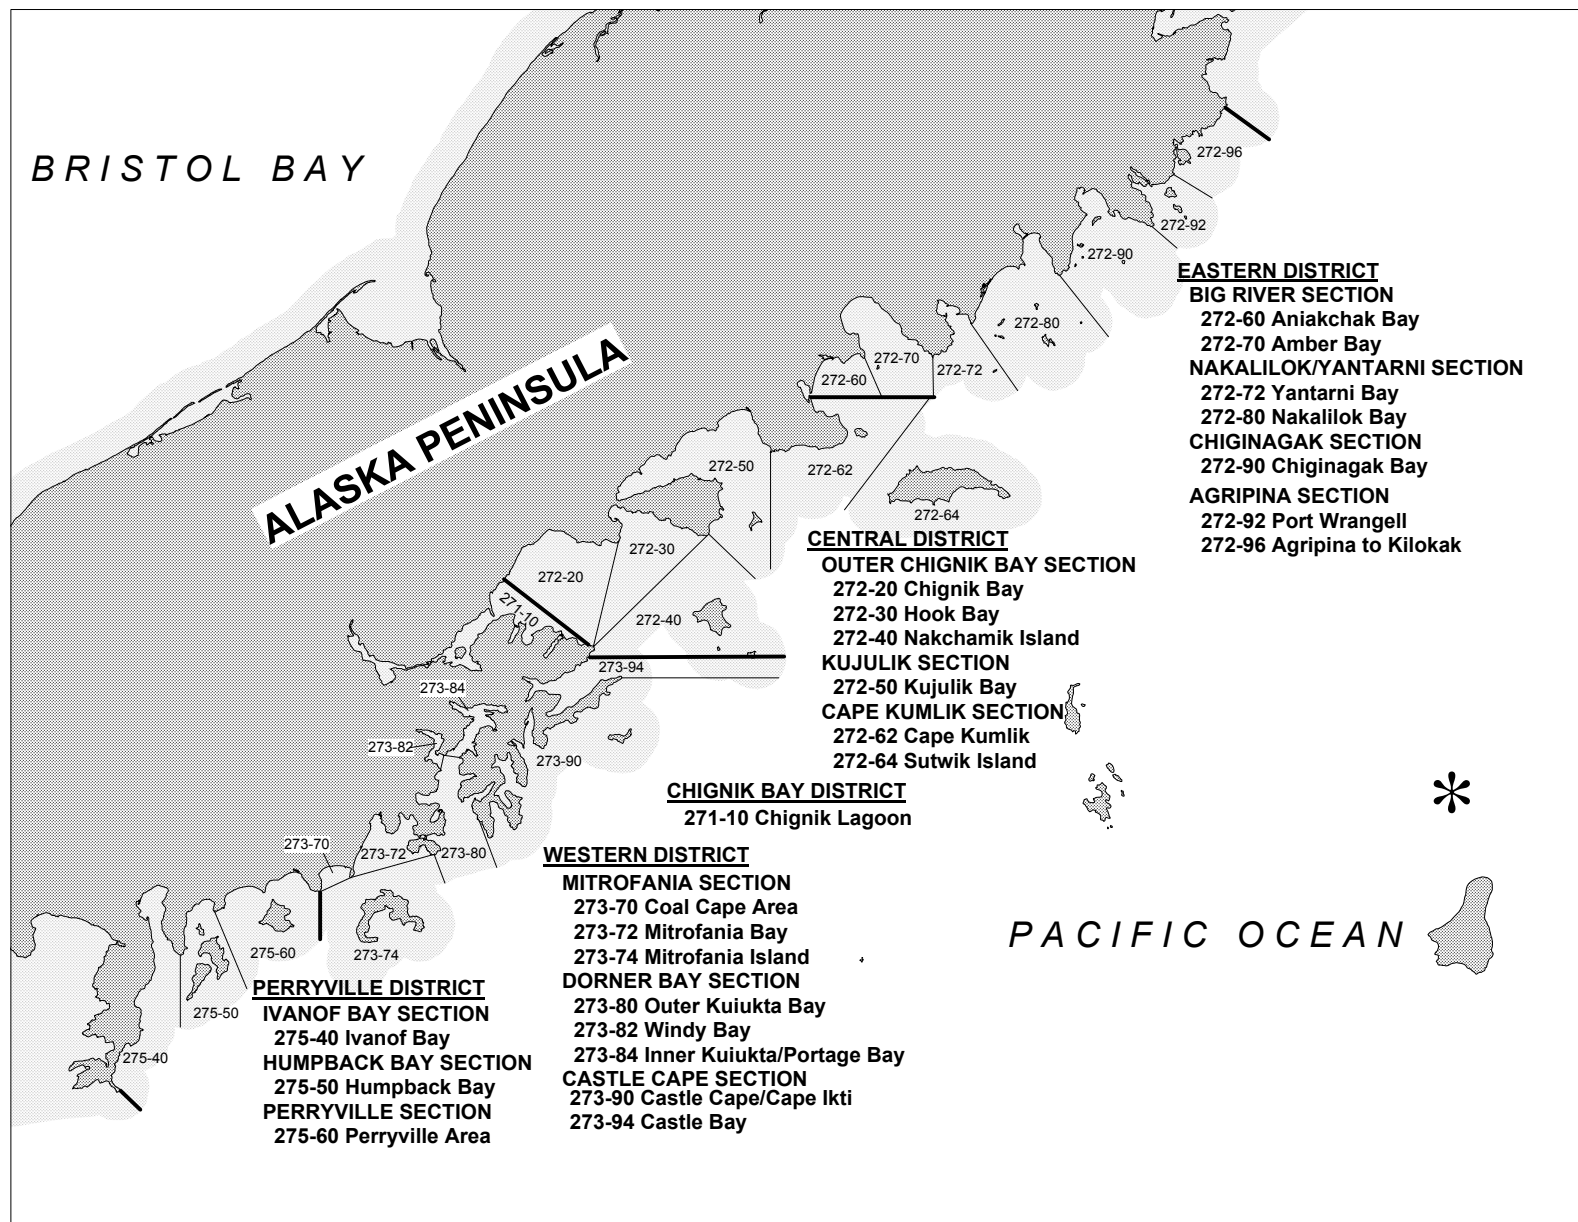 BRISTOL BAY
ALASKA PENINSULA
PACIFIC OCEAN
*
272-96
272-92
272-90
272-80
272-72
272-70
272-60
272-62
272-64
272-50
272-30
272-20
271-10
272-40
273-94
273-84
273-82
273-90
273-80
273-72
273-70
273-74
275-60
275-50
275-40
EASTERN DISTRICT
BIG RIVER SECTION
272-60 Aniakchak Bay
272-70 Amber Bay
NAKALILOK/YANTARNI SECTION
272-72 Yantarni Bay
272-80 Nakalilok Bay
CHIGINAGAK SECTION
272-90 Chiginagak Bay
AGRIPINA SECTION
272-92 Port Wrangell
272-96 Agripina to Kilokak
CENTRAL DISTRICT
OUTER CHIGNIK BAY SECTION
272-20 Chignik Bay
272-30 Hook Bay
272-40 Nakchamik Island
KUJULIK SECTION
272-50 Kujulik Bay
CAPE KUMLIK SECTION
272-62 Cape Kumlik
272-64 Sutwik Island
CHIGNIK BAY DISTRICT
271-10 Chignik Lagoon
WESTERN DISTRICT
MITROFANIA SECTION
273-70 Coal Cape Area
273-72 Mitrofania Bay
273-74 Mitrofania Island
DORNER BAY SECTION
273-80 Outer Kuiukta Bay
273-82 Windy Bay
273-84 Inner Kuiukta/Portage Bay
CASTLE CAPE SECTION
273-90 Castle Cape/Cape Ikti
273-94 Castle Bay
PERRYVILLE DISTRICT
IVANOF BAY SECTION
275-40 Ivanof Bay
HUMPBACK BAY SECTION
275-50 Humpback Bay
PERRYVILLE SECTION
275-60 Perryville Area